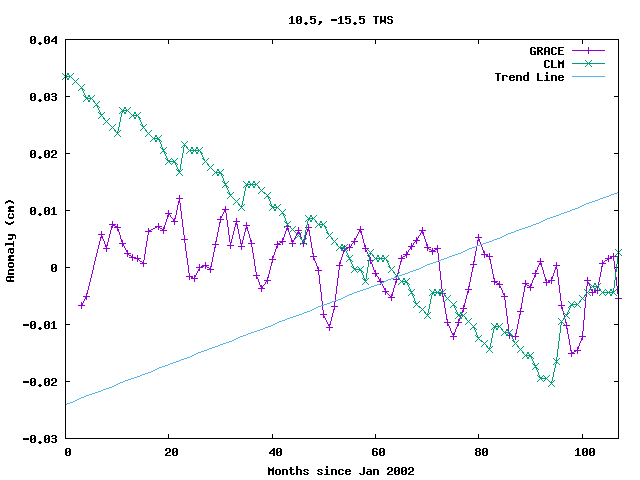 10.5, -15.5 TWS
GRACE
CLM
Trend Line
0.04
0.03
0.02
0.01
0
-0.01
-0.02
-0.03
Anomaly (cm)
0 20 40 60 80 100
Months since Jan 2002